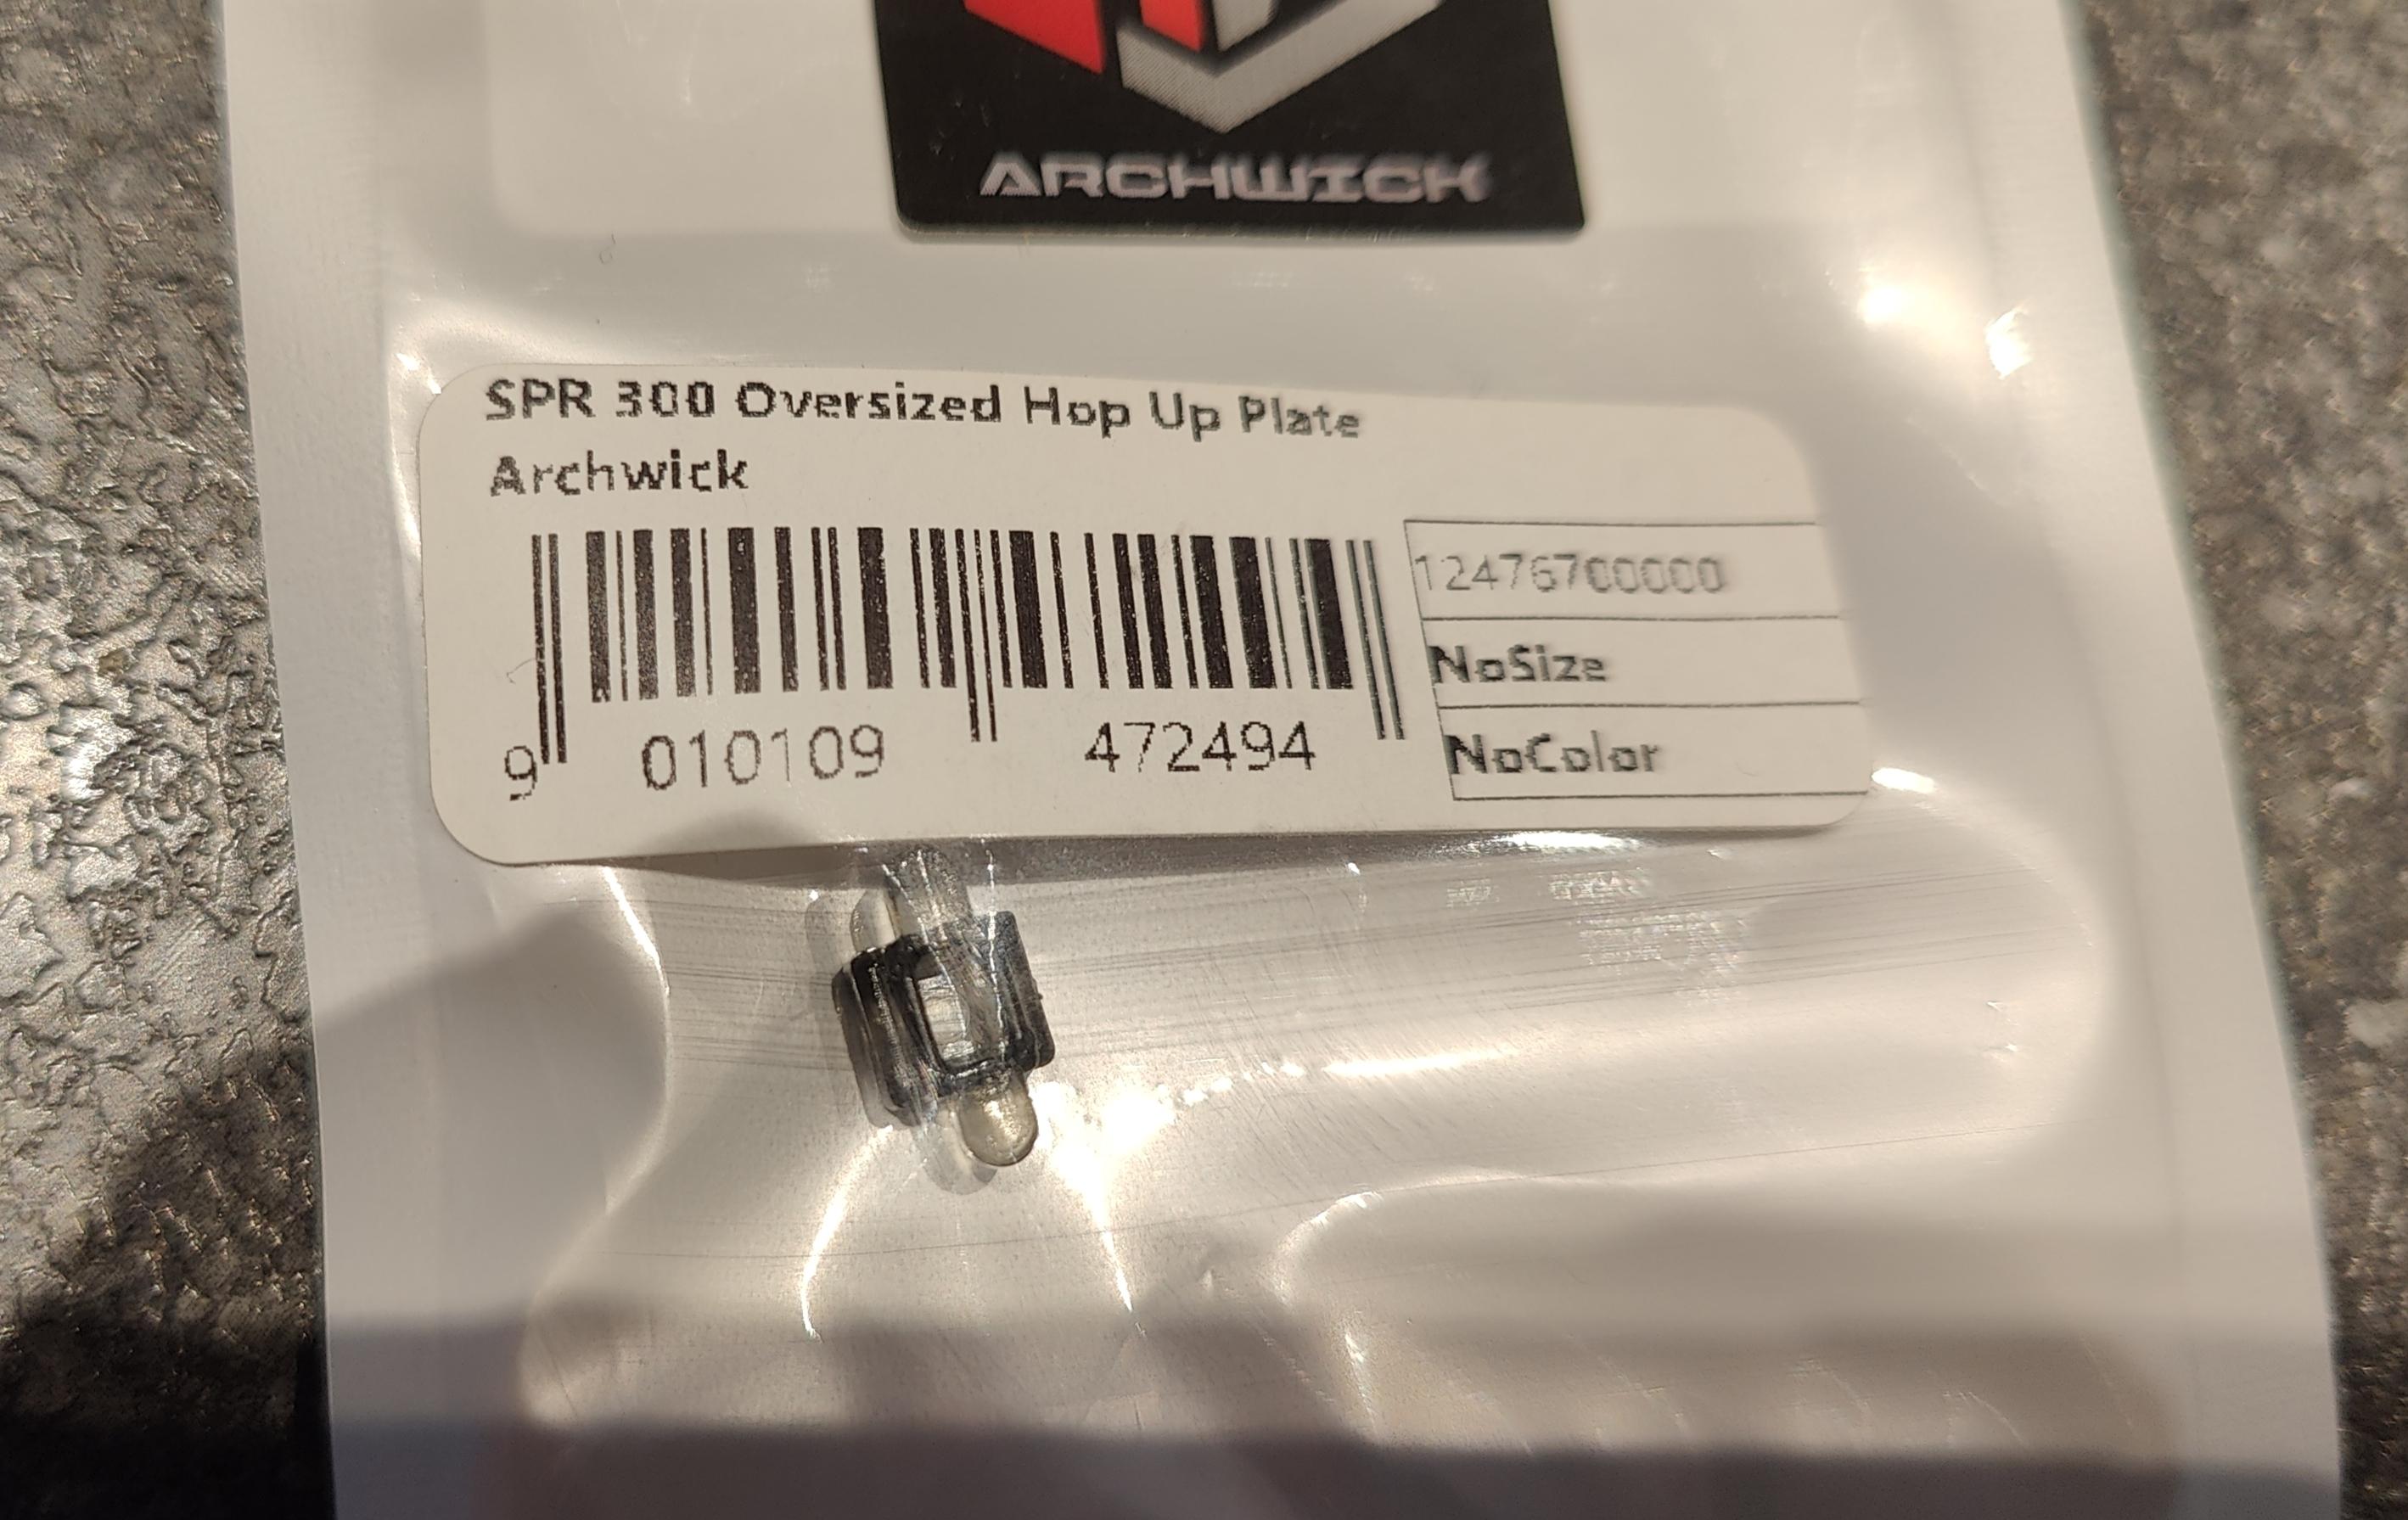 ARCHWICK
SPR 300 Oversized Hop Up Plate
Archwick
12476700000
NoSize
NoColor
9 010109 472494